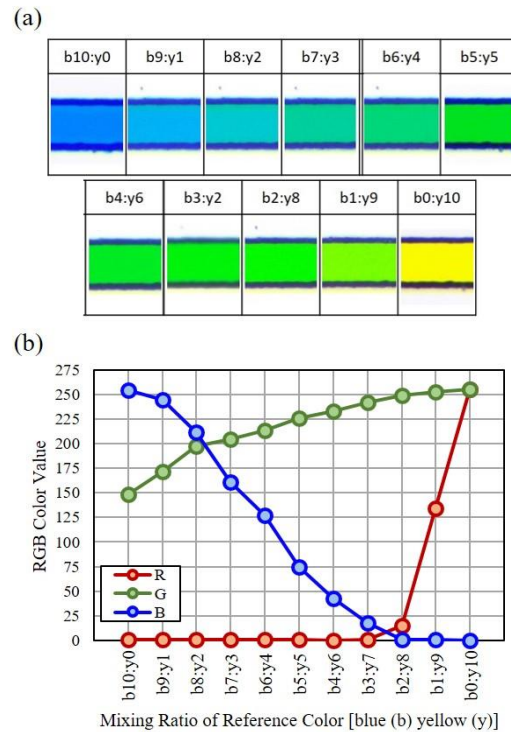 (a)
b10:y0 b9:y1 b8:y2 b7:y3 b6:y4 b5:y5
b4:y6 b3:y2 b2:y8 b1:y9 b0:y10
(b)
275
250
225
200
175
150
125
100
75
50
25
0
RGB Color Value
R
G
B
b10:y0 b9:y1 b8:y2 b7:y3 b6:y4 b5:y5 b4:y6 b3:y7 b2:y8 b1:y9 b0:y10
Mixing Ratio of Reference Color [blue (b) yellow (y)]